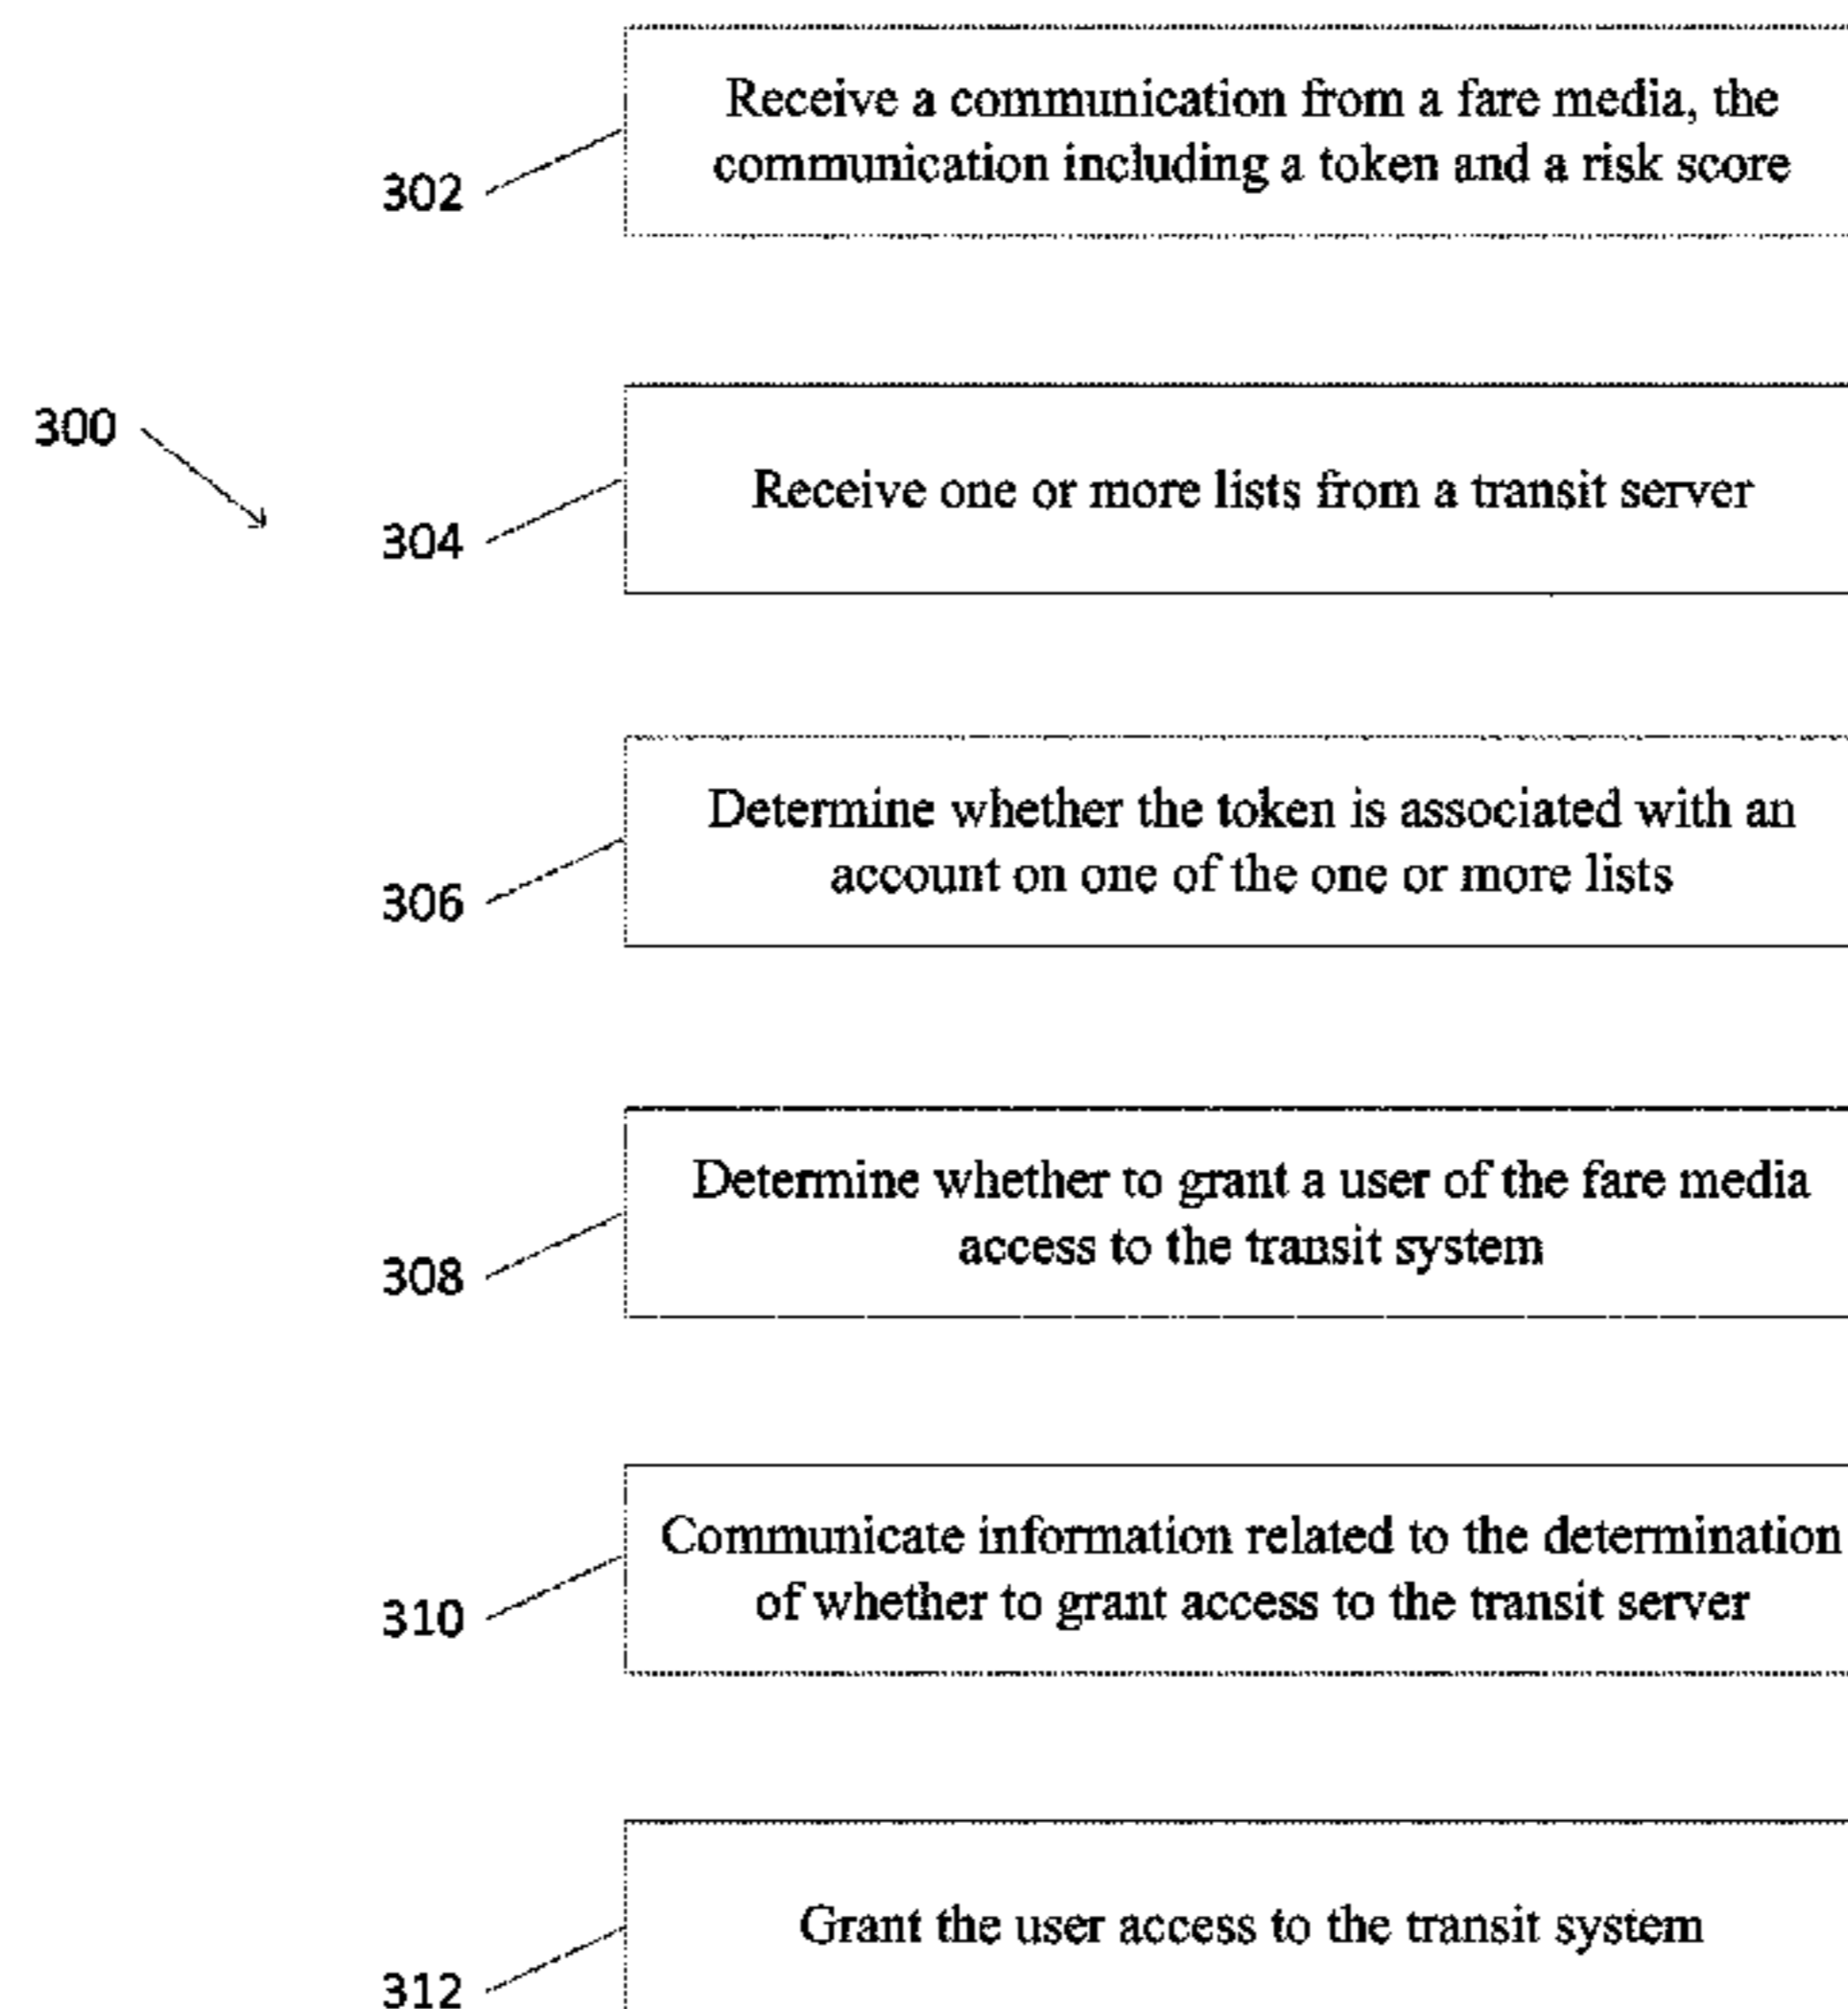 Receive a communication from a fare media, the
communication including a token and a risk score
302
300
Receive one or more lists from a transit server
304
Determine whether the token is associated with an
account on one of the one or more lists
306
Determine whether to grant a user of the fare media
access to the transit system
308
Communicate information related to the determination
of whether to grant access to the transit server
310
Grant the user access to the transit system
312